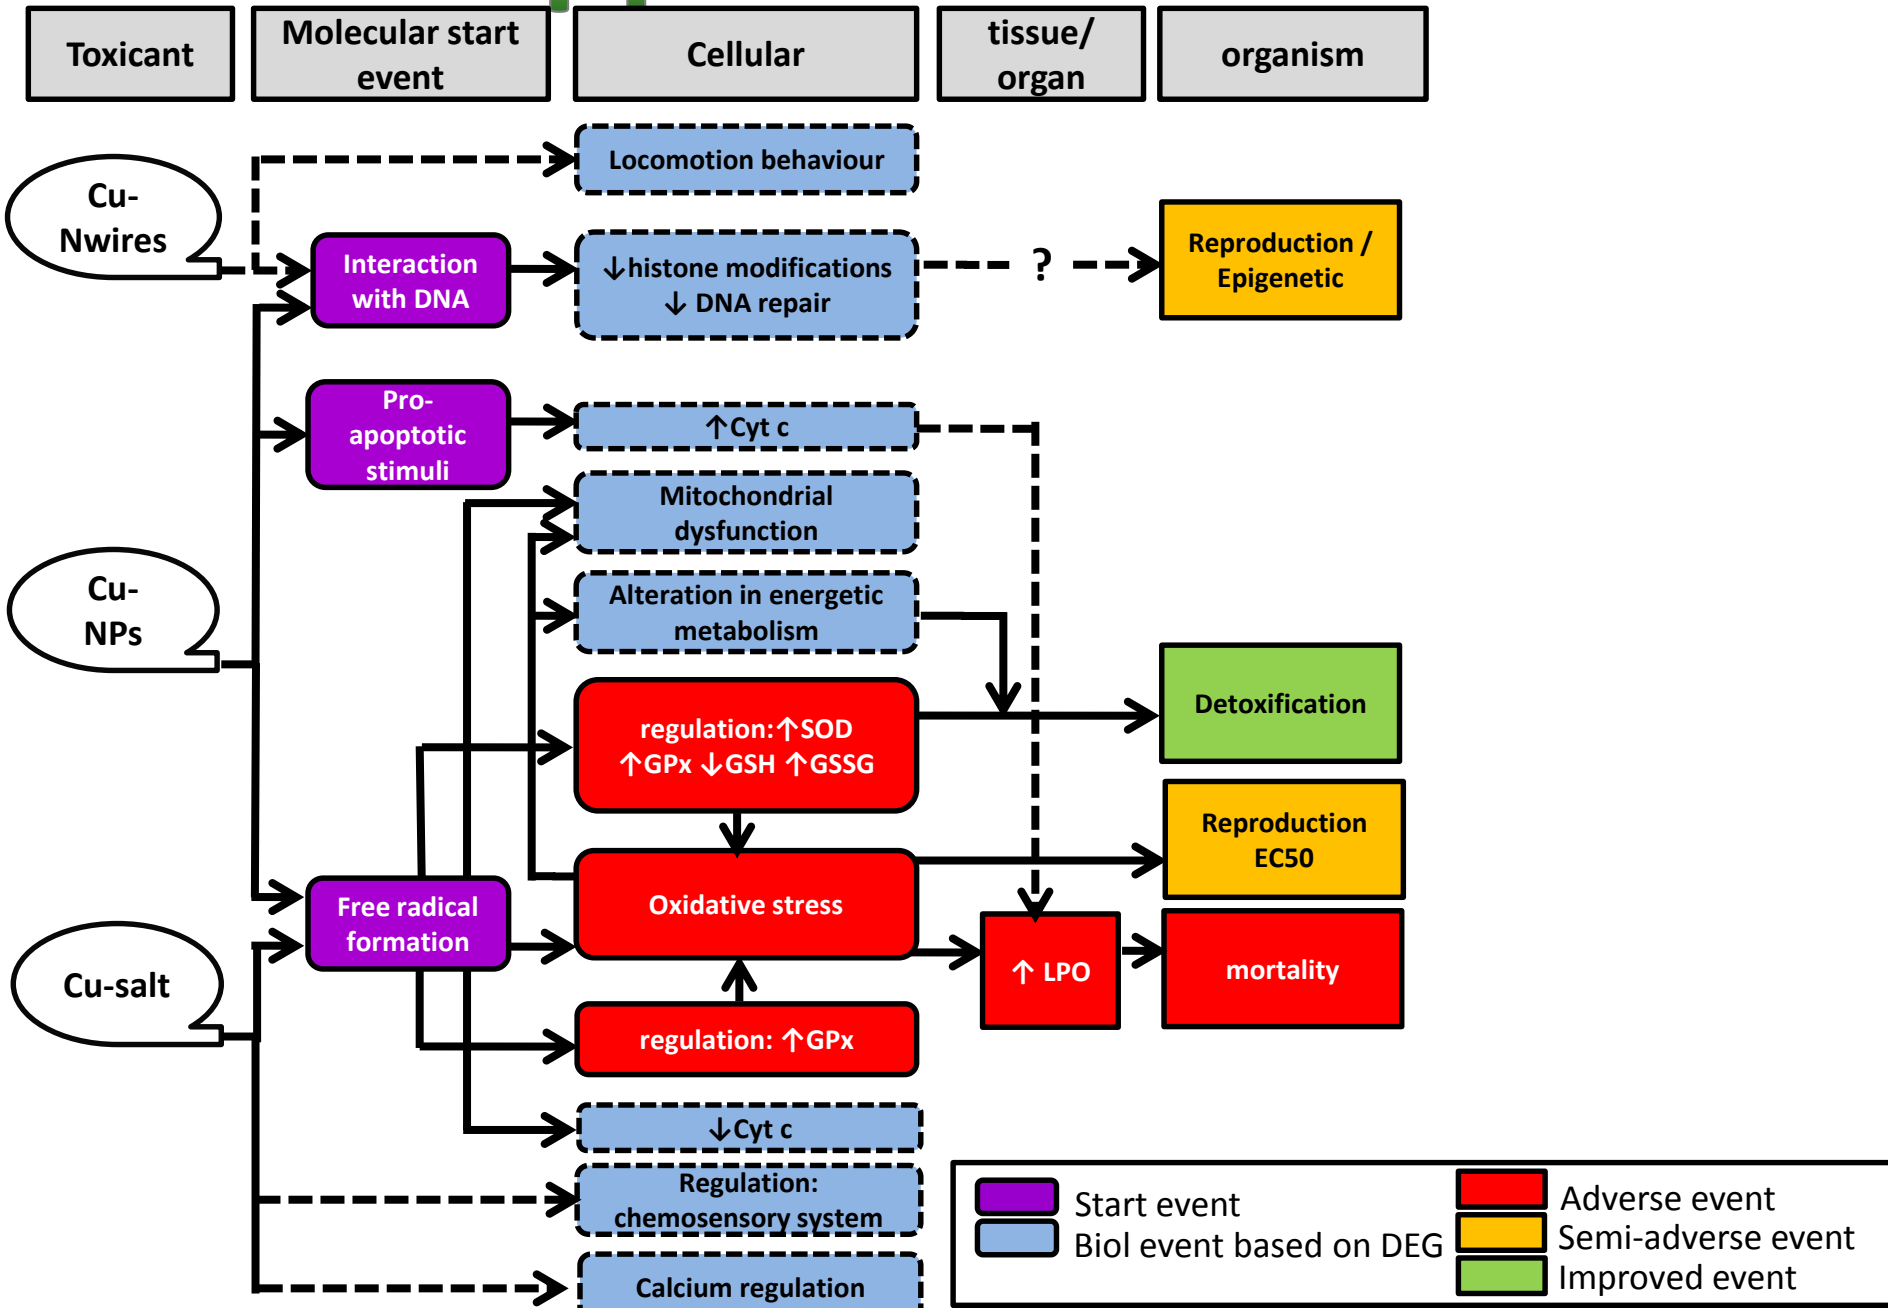 Toxicant
Molecular start
event
Cellular
tissue/
organ
organism
Cu-
Nwires
Locomotion behaviour
Interaction
with DNA
↓histone modifications
↓ DNA repair
?
Reproduction /
Epigenetic
Pro-
apoptotic
stimuli
↑Cyt c
Mitochondrial
dysfunction
Cu-
NPs
Alteration in energetic
metabolism
regulation:↑SOD
↑GPx ↓GSH ↑GSSG
Detoxification
Reproduction
EC50
Free radical
formation
Oxidative stress
Cu-salt
↑ LPO
mortality
regulation: ↑GPx
↓Cyt c
Regulation:
chemosensory system
Calcium regulation
Start event
Biol event based on DEG
Adverse event
Semi-adverse event
Improved event